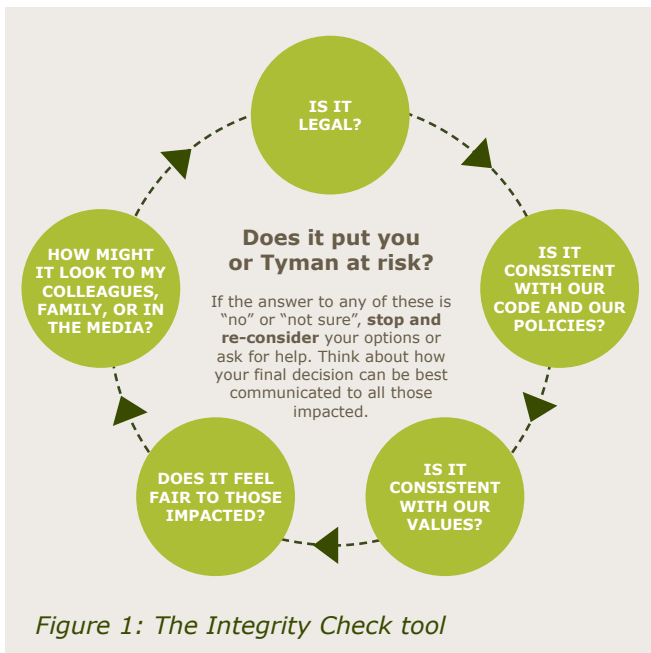 IS IT
LEGAL?
IS IT
CONSISTENT
WITH OUR
CODE AND OUR
POLICIES?
IS IT
CONSISTENT
WITH OUR
VALUES?
DOES IT FEEL
FAIR TO THOSE
IMPACTED?
HOW MIGHT
IT LOOK TO MY
COLLEAGUES,
FAMILY, OR IN
THE MEDIA?
Does it put you
or Tyman at risk?
If the answer to any of these is
“no” or “not sure”, stop and
re-consider your options or
ask for help. Think about how
your final decision can be best
communicated to all those
impacted.
Figure 1: The Integrity Check tool